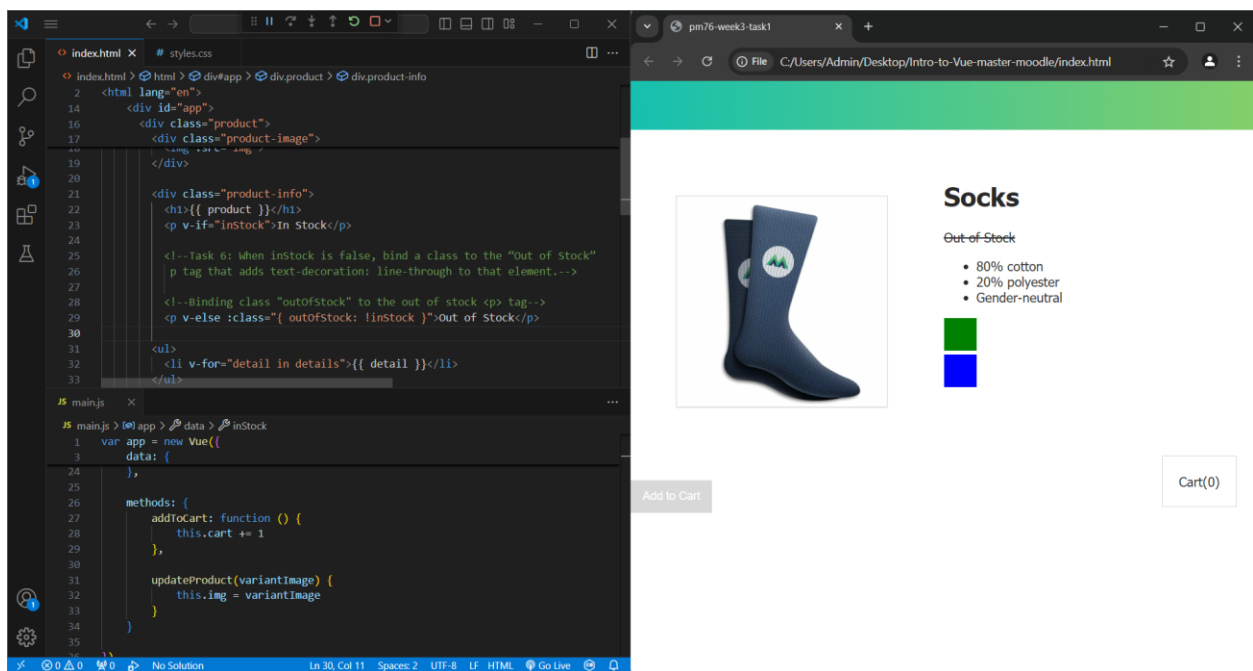 index.html
styles.css
index.html > html > div#app > div.product > div.product-info
2 <html lang="en">
14 <div id="app">
16 <div class="product">
17 <div class="product-image">
18 <img :src="img">
19 </div>
20
21 <div class="product-info">
22 <h1>{{ product }}</h1>
23 <p v-if="inStock">In Stock</p>
24
25 <!--Task 6: When inStock is false, bind a class to the “Out of Stock”
26 p tag that adds text-decoration: line-through to that element.-->
27
28 <!--Binding class "outOfStock" to the out of stock <p> tag-->
29 <p v-else :class="{ outOfStock: !inStock }">Out of Stock</p>
30
31 <ul>
32 <li v-for="detail in details">{{ detail }}</li>
33 </ul>
JS main.js
JS main.js > app > data > inStock
1 var app = new Vue({
3 data: {
24 },
25
26 methods: {
27 addToCart: function () {
28 this.cart += 1
29 },
30
31 updateProduct(variantImage) {
32 this.img = variantImage
33 }
34 }
35
36 })
1
1
0 0 0 No Solution Ln 30, Col 11 Spaces: 2 UTF-8 LF HTML Go Live
pm76-week3-task1
File C:/Users/Admin/Desktop/Intro-to-Vue-master-moodle/index.html
Socks
Out of Stock
80% cotton
20% polyester
Gender-neutral
Cart(0)
Add to Cart